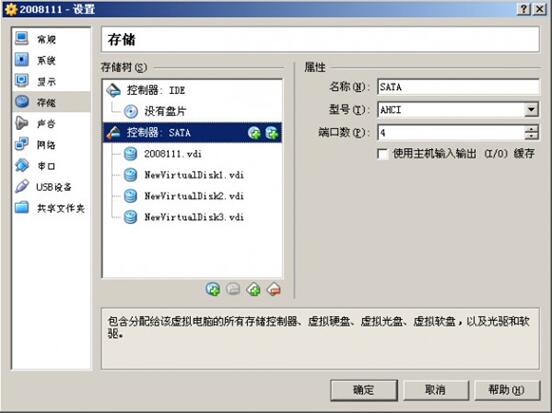 2008111 - 设置
常规
系统
显示
存储
声音
网络
串口
USB设备
共享文件夹
存储
存储树(S)
控制器: IDE
没有盘片
控制器: SATA
2008111.vdi
NewVirtualDisk1.vdi
NewVirtualDisk2.vdi
NewVirtualDisk3.vdi
属性
名称(N): SATA
型号(T): AHCI
端口数(P): 4
使用主机输入输出 (I/O) 缓存
包含分配给该虚拟电脑的所有存储控制器、虚拟硬盘、虚拟光盘、虚拟软盘，以及光驱和软
驱。
确定
取消
帮助(H)